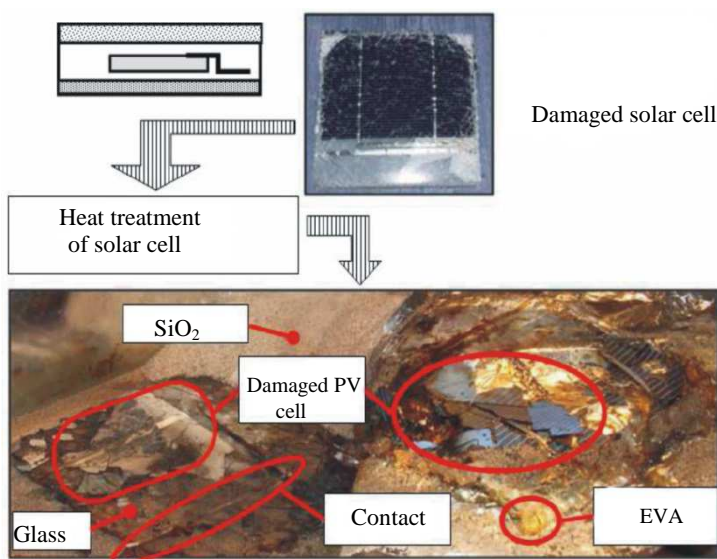 Damaged solar cell
Heat treatment
of solar cell
SiO₂
Damaged PV
cell
Glass
Contact
EVA